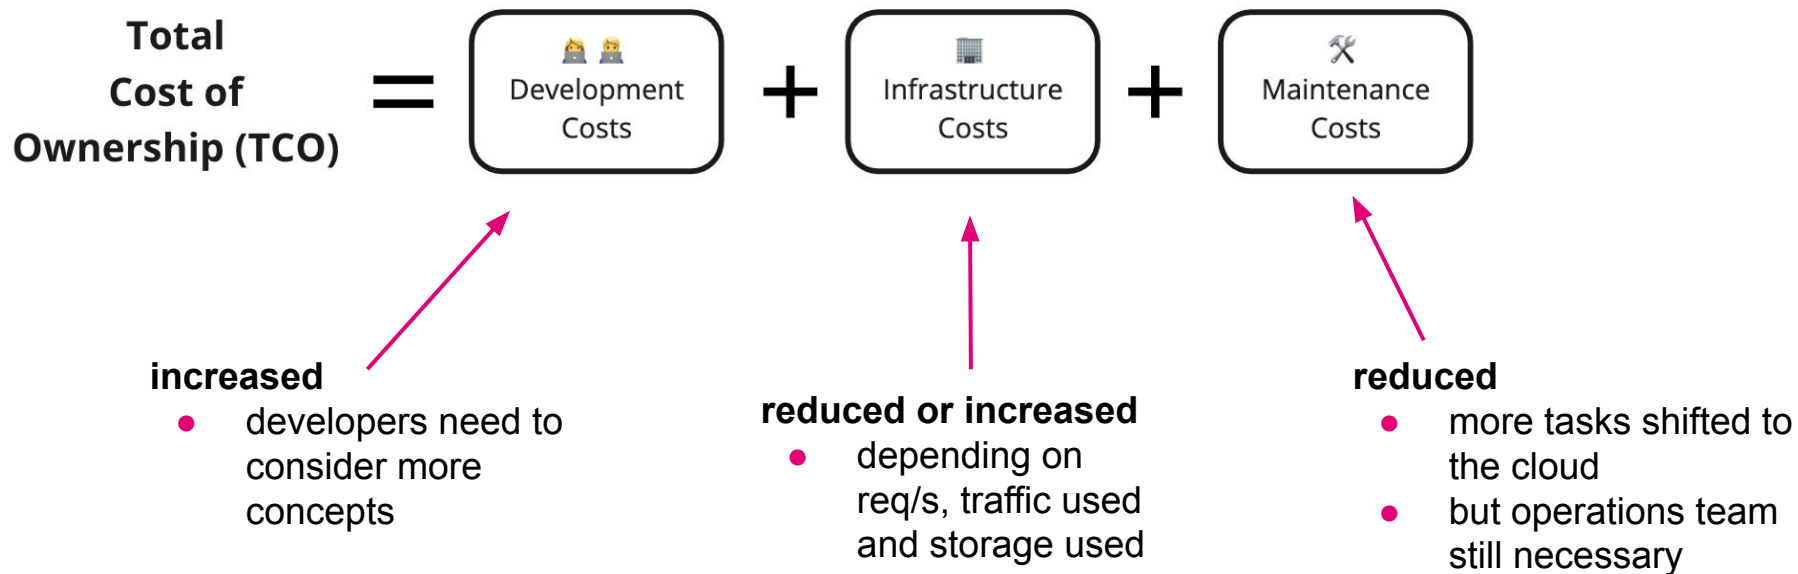 Total
Cost of
Ownership (TCO)
=
Development
Costs
+
Infrastructure
Costs
+
Maintenance
Costs
increased
● developers need to
consider more
concepts
reduced or increased
● depending on
req/s, traffic used
and storage used
reduced
● more tasks shifted to
the cloud
● but operations team
still necessary